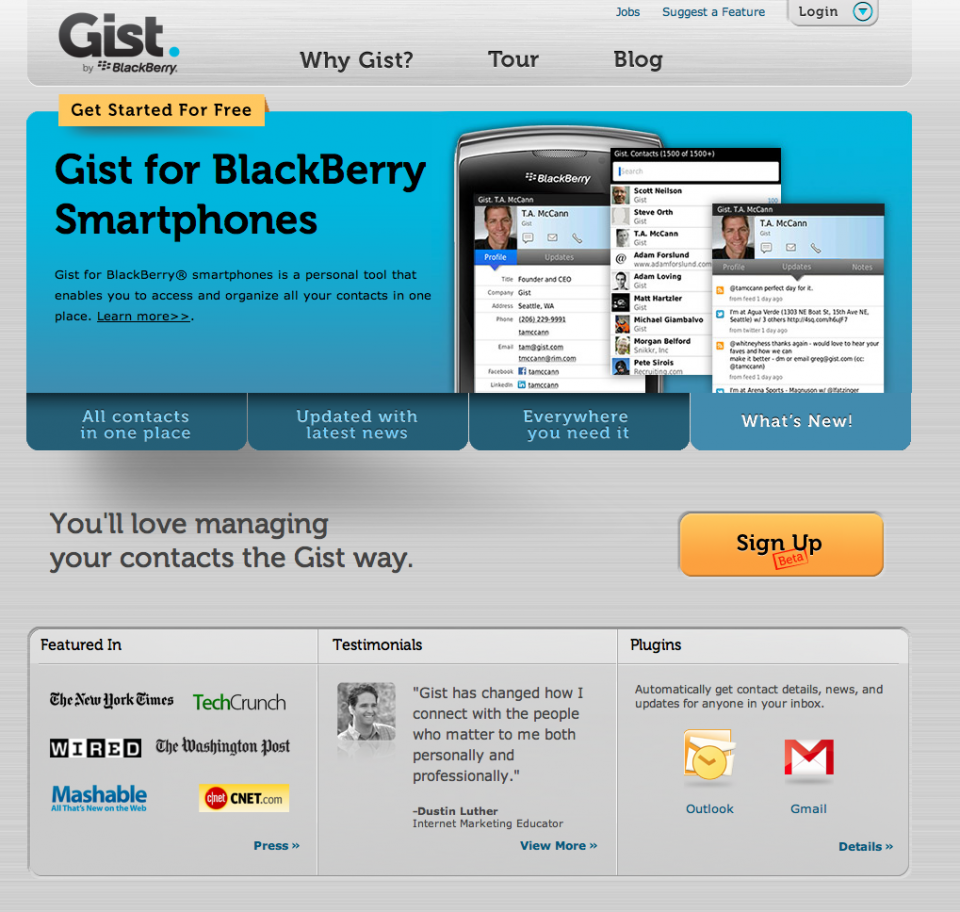 Gist.
by BlackBerry.
Jobs
Suggest a Feature
Login
Why Gist?
Tour
Blog
Get Started For Free
Gist for BlackBerry
Smartphones
Gist for BlackBerry® smartphones is a personal tool that
enables you to access and organize all your contacts in one
place. Learn more>>.
BlackBerry
Gist. T.A. McCann
T.A. McCann
Gist
Profile
Updates
Title Founder and CEO
Company Gist
Address Seattle, WA
Phone (206) 229-9991
tamccann
Email tam@gist.com
tmccann@rim.com
Facebook tamccann
LinkedIn tamccann
Gist. Contacts (1500 of 1500+)
Search
Scott Neilson
Gist
100
Steve Orth
Gist
T.A. McCann
Gist
Adam Forslund
www.adamforslund.com
Adam Loving
Gist
Matt Hartzler
Gist
Michael Giambalvo
Gist
Morgan Belford
Snikkr, Inc
Pete Sirois
Recruiting.com
Gist. T.A. McCann
T.A. McCann
Gist
Profile
Updates
Notes
@tamccann perfect day for it.
from feed 1 day ago
I'm at Agua Verde (1303 NE Boat St, 15th Ave NE,
Seattle) w/ 3 others http://4sq.com/h6uJF7
from twitter 1 day ago
@whitneyhess thanks again - would love to hear your
faves and how we can
make it better - dm or email greg@gist.com (cc:
@tamccann)
from feed 1 day ago
I'm at Arena Sports - Magnuson w/ @lfatzinger
All contacts
in one place
Updated with
latest news
Everywhere
you need it
What's New!
You'll love managing
your contacts the Gist way.
Sign Up
Beta
Featured In
The New York Times
TechCrunch
WIRED
The Washington Post
Mashable
All That's New on the Web
c|net CNET.com
Press »
Testimonials
"Gist has changed how I
connect with the people
who matter to me both
personally and
professionally."
-Dustin Luther
Internet Marketing Educator
View More »
Plugins
Automatically get contact details, news, and
updates for anyone in your inbox.
Outlook
Gmail
Details »